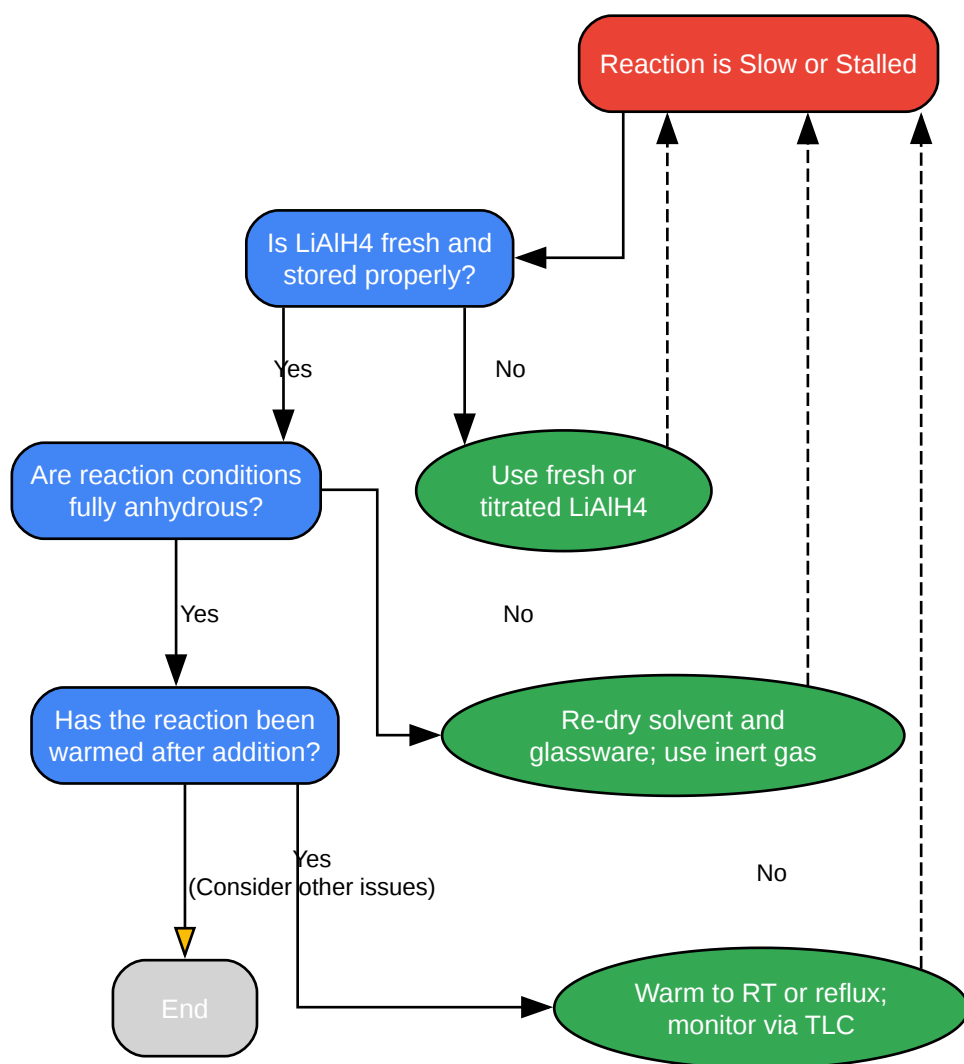 Reaction is Slow or Stalled
Is LiAlH4 fresh and
stored properly?
Yes
No
Are reaction conditions
fully anhydrous?
Use fresh or
titrated LiAlH4
Yes
No
Has the reaction been
warmed after addition?
Re-dry solvent and
glassware; use inert gas
Yes
(Consider other issues)
No
End
Warm to RT or reflux;
monitor via TLC